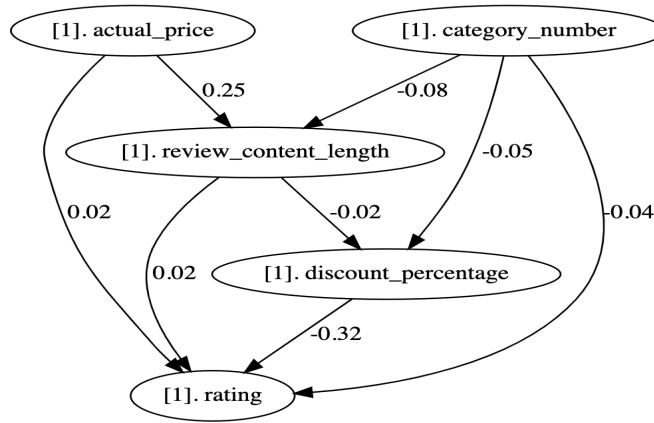 [1]. actual_price
[1]. category_number
0.25
-0.08
[1]. review_content_length
-0.05
0.02
-0.02
-0.04
0.02
[1]. discount_percentage
-0.32
[1]. rating